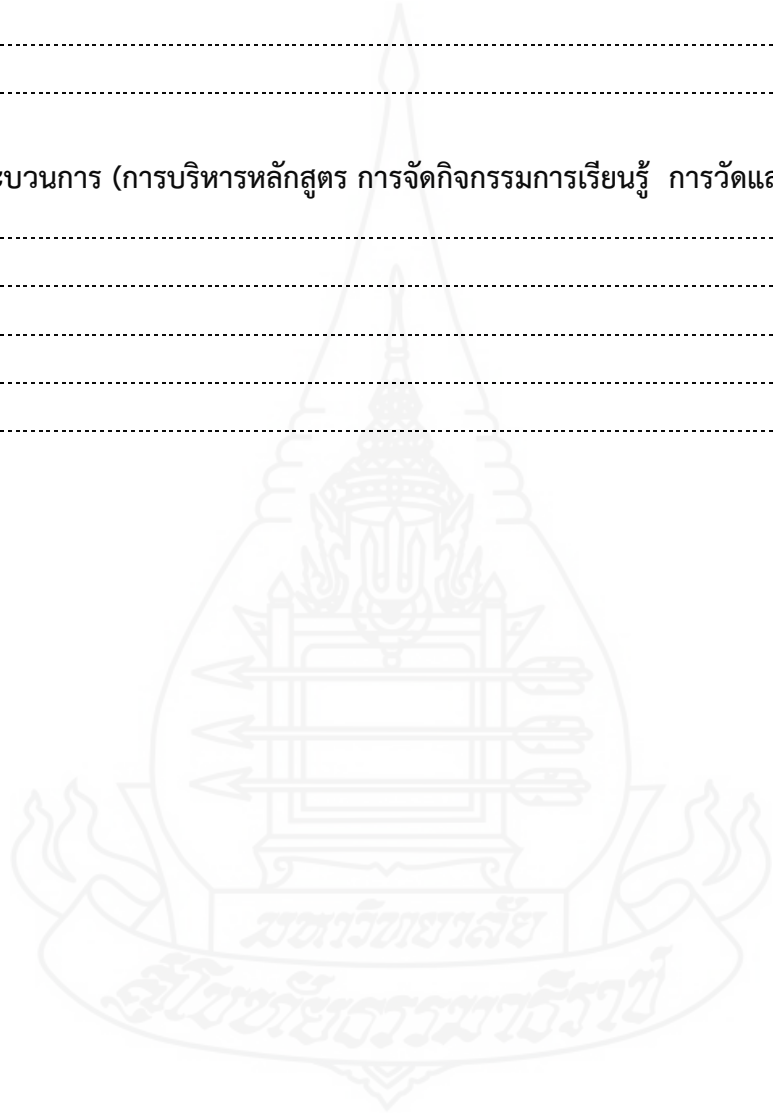 ะบวนการ (การบริหารหลักสูตร การจัดกิจกรรมการเรียนรู้ การวัดแล
มหาวิทยาลัย
สุโขทัยธรรมาธิราช